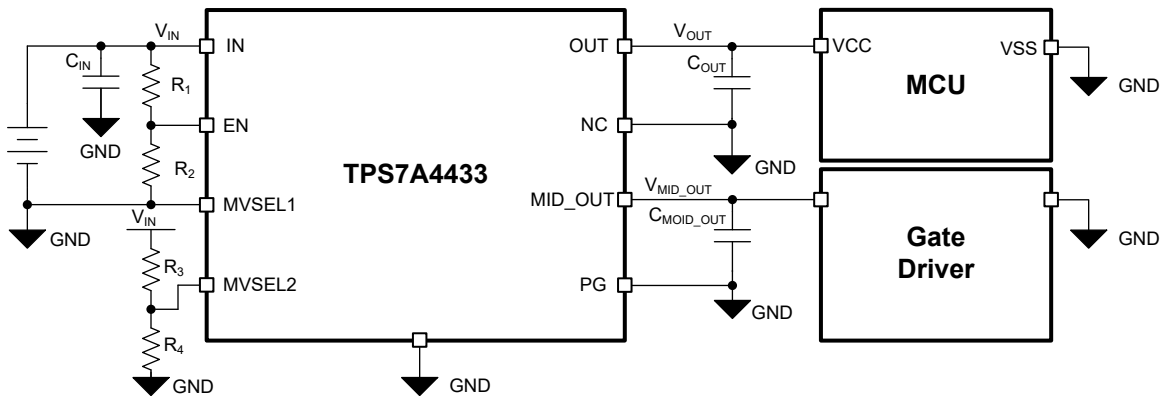 V_IN
IN
C_IN
R_1
GND
EN
R_2
MVSEL1
GND
V_IN
R_3
MVSEL2
R_4
GND
TPS7A4433
GND
OUT
V_OUT
C_OUT
NC
GND
MID_OUT
V_MID_OUT
C_MOID_OUT
PG
GND
VCC
VSS
MCU
GND
Gate
Driver
GND